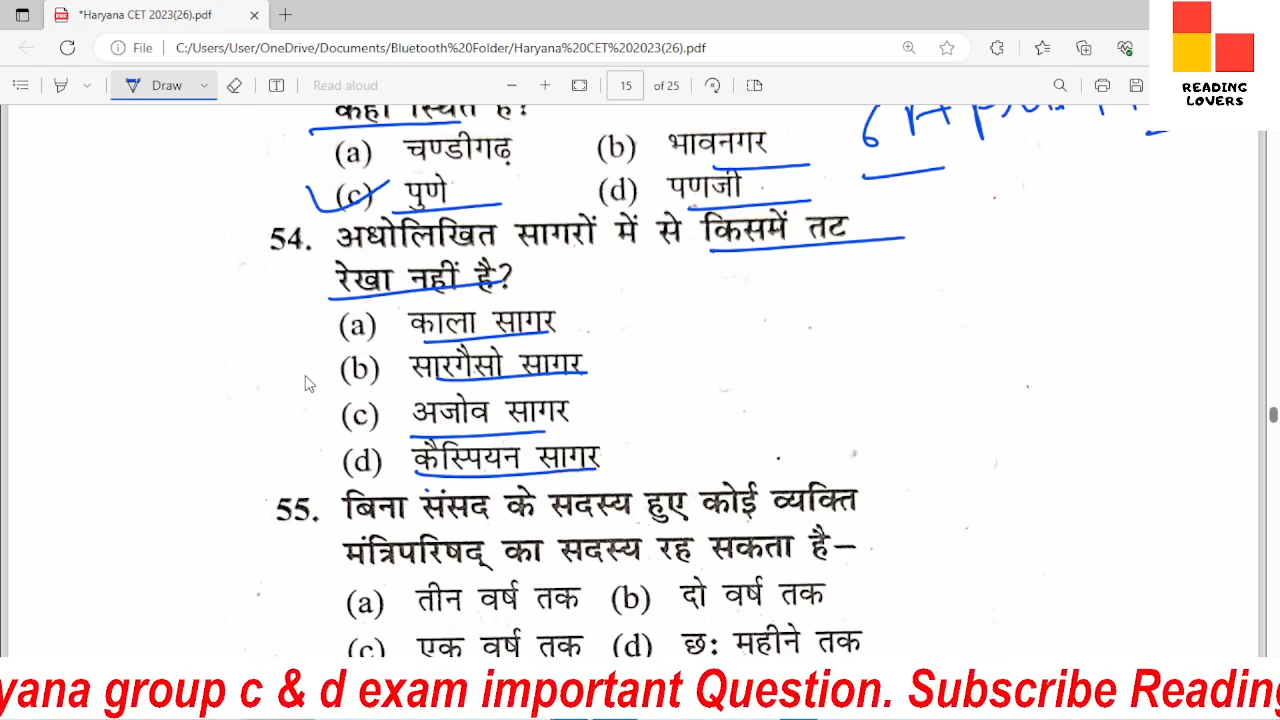 *Haryana CET 2023(26).pdf
File C:/Users/User/OneDrive/Documents/Bluetooth%20Folder/Haryana%20CET%202023(26).pdf
Draw Read aloud 15 of 25
READING
LOVERS
कहाँ स्थित है?
(a) चण्डीगढ़ (b) भावनगर
(c) पुणे (d) पणजी
54. अधोलिखित सागरों में से किसमें तट
रेखा नहीं है?
(a) काला सागर
(b) सारगैसो सागर
(c) अजोव सागर
(d) कैस्पियन सागर
55. बिना संसद के सदस्य हुए कोई व्यक्ति
मंत्रिपरिषद् का सदस्य रह सकता है–
(a) तीन वर्ष तक (b) दो वर्ष तक
(c) एक वर्ष तक (d) छः महीने तक
yana group c & d exam important Question. Subscribe Reading